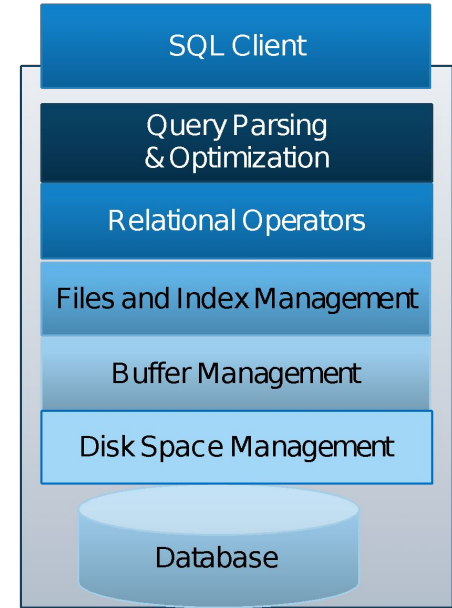 SQL Client
Query Parsing
& Optimization
Relational Operators
Files and Index Management
Buffer Management
Disk Space Management
Database